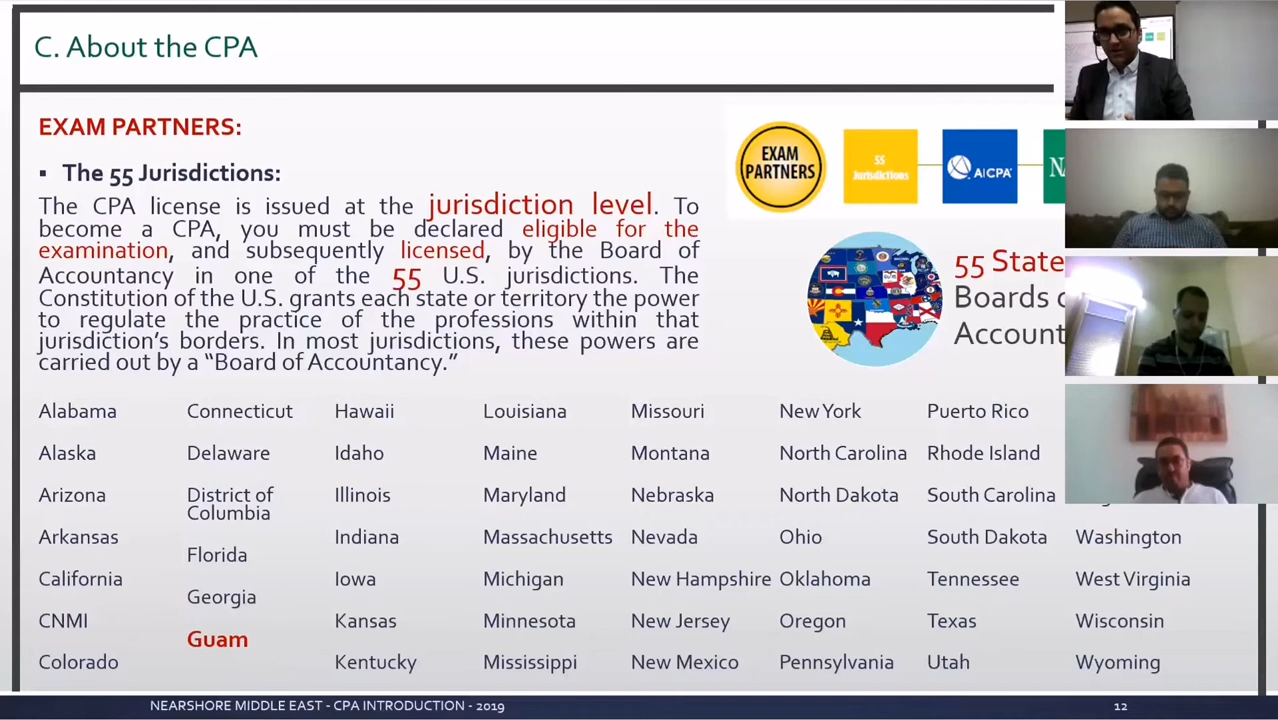 C. About the CPA
EXAM PARTNERS:
▪ The 55 Jurisdictions:
The CPA license is issued at the jurisdiction level. To
become a CPA, you must be declared eligible for the
examination, and subsequently licensed, by the Board of
Accountancy in one of the 55 U.S. jurisdictions. The
Constitution of the U.S. grants each state or territory the power
to regulate the practice of the professions within that
jurisdiction's borders. In most jurisdictions, these powers are
carried out by a “Board of Accountancy.”
EXAM
PARTNERS
55
Jurisdictions
AICPA
55 State
Boards
Account
Alabama Connecticut Hawaii Louisiana Missouri New York Puerto Rico
Alaska Delaware Idaho Maine Montana North Carolina Rhode Island
Arizona District of Columbia Illinois Maryland Nebraska North Dakota South Carolina
Arkansas Florida Indiana Massachusetts Nevada Ohio South Dakota Washington
California Georgia Iowa Michigan New Hampshire Oklahoma Tennessee West Virginia
CNMI Guam Kansas Minnesota New Jersey Oregon Texas Wisconsin
Colorado Kentucky Mississippi New Mexico Pennsylvania Utah Wyoming
NEARSHORE MIDDLE EAST - CPA INTRODUCTION - 2019 12